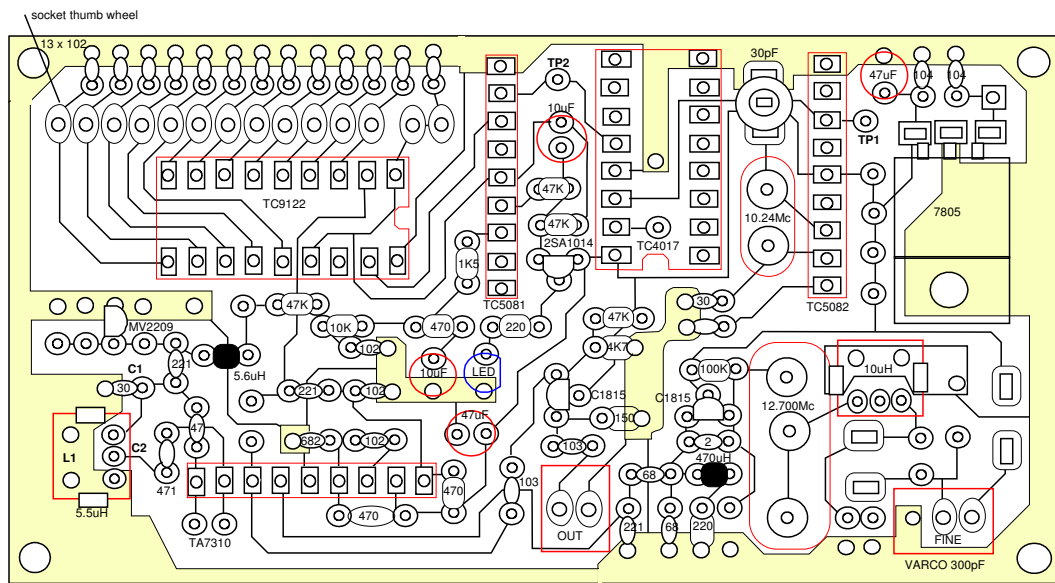 socket thumb wheel
13 x 102
TP2
30pF
47uF
104
104
10uF
TP1
TC9122
47K
47K
2SA1014
TC4017
10.24Mc
7805
1K5
TC5081
TC5082
30
47K
MV2209
10K
470
220
47K
4K7
102
221
C1
5.6uH
10uF
LED
100K
10uH
30
221
102
C1815
C1815
12.700Mc
47
47uF
150
C2
682
102
103
2
470uH
L1
471
470
103
68
5.5uH
470
OUT
221
68
220
FINE
TA7310
VARCO 300pF